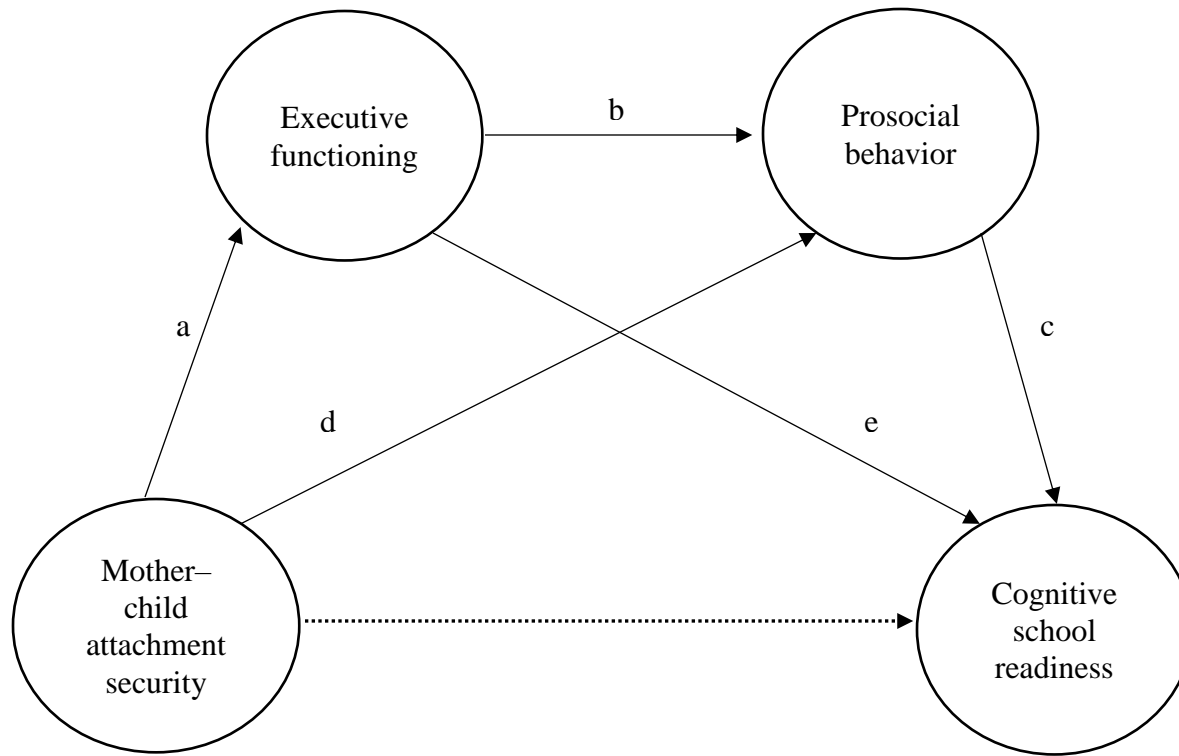 Executive
functioning
b
Prosocial
behavior
a
c
d
e
Mother–
child
attachment
security
Cognitive
school
readiness